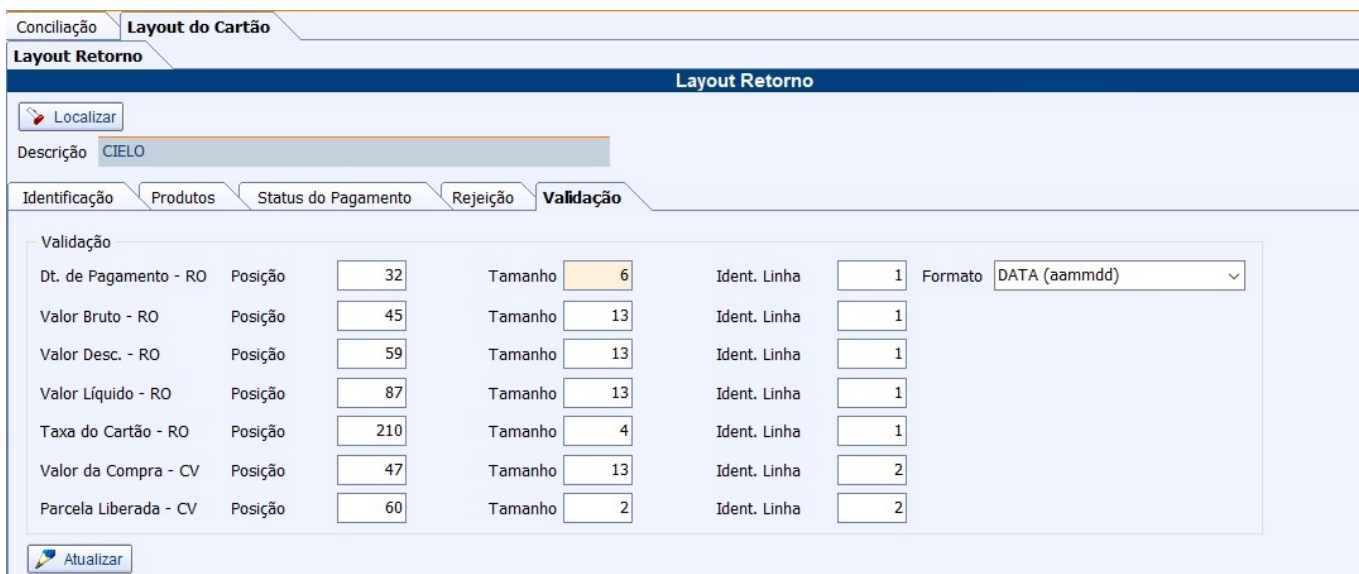 Conciliação Layout do Cartão
Layout Retorno
Layout Retorno
Localizar
Descrição CIELO
Identificação Produtos Status do Pagamento Rejeição Validação
Validação
Dt. de Pagamento - RO Posição 32 Tamanho 6 Ident. Linha 1 Formato DATA (aammdd)
Valor Bruto - RO Posição 45 Tamanho 13 Ident. Linha 1
Valor Desc. - RO Posição 59 Tamanho 13 Ident. Linha 1
Valor Líquido - RO Posição 87 Tamanho 13 Ident. Linha 1
Taxa do Cartão - RO Posição 210 Tamanho 4 Ident. Linha 1
Valor da Compra - CV Posição 47 Tamanho 13 Ident. Linha 2
Parcela Liberada - CV Posição 60 Tamanho 2 Ident. Linha 2
Atualizar